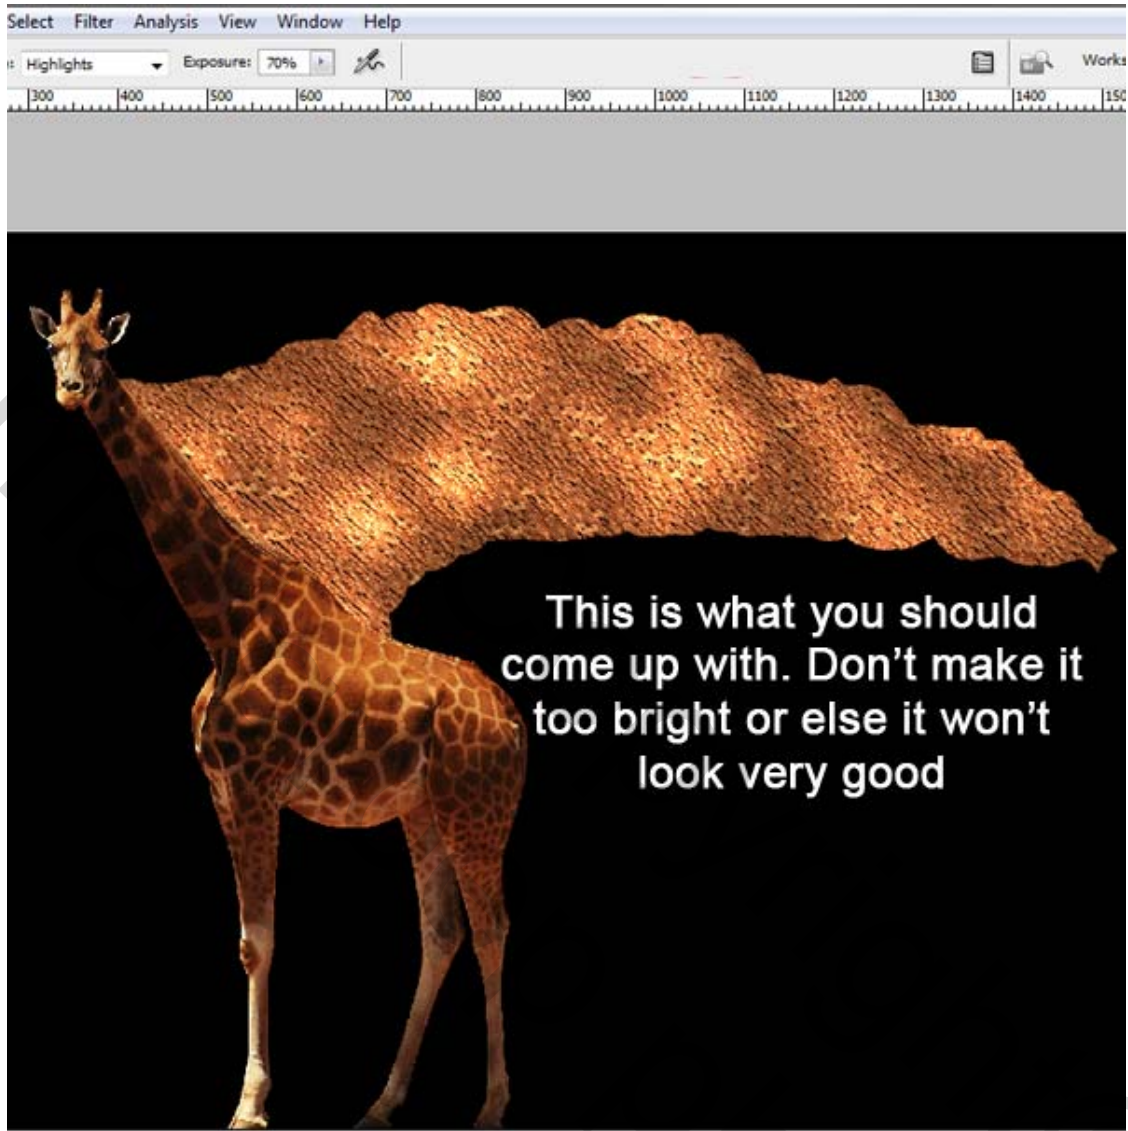 Select Filter Analysis View Window Help
Highlights Exposure: 70% Works
300 400 500 600 700 800 900 1000 1100 1200 1300 1400 150
This is what you should
come up with. Don't make it
too bright or else it won't
look very good